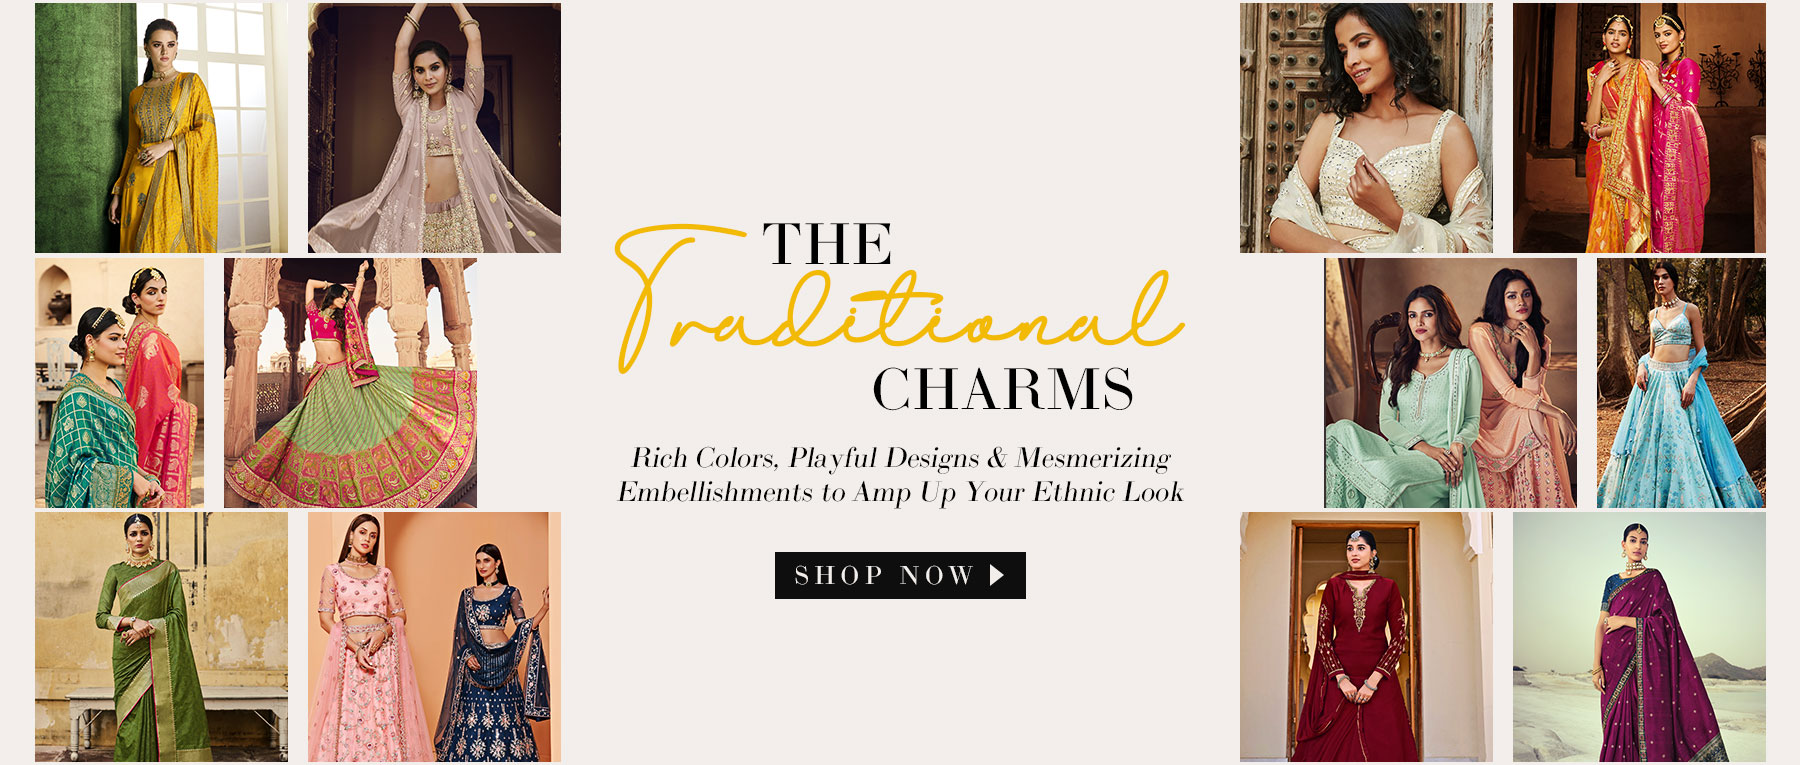 THE
Traditional
CHARMS
Rich Colors, Playful Designs & Mesmerizing
Embellishments to Amp Up Your Ethnic Look
SHOP NOW